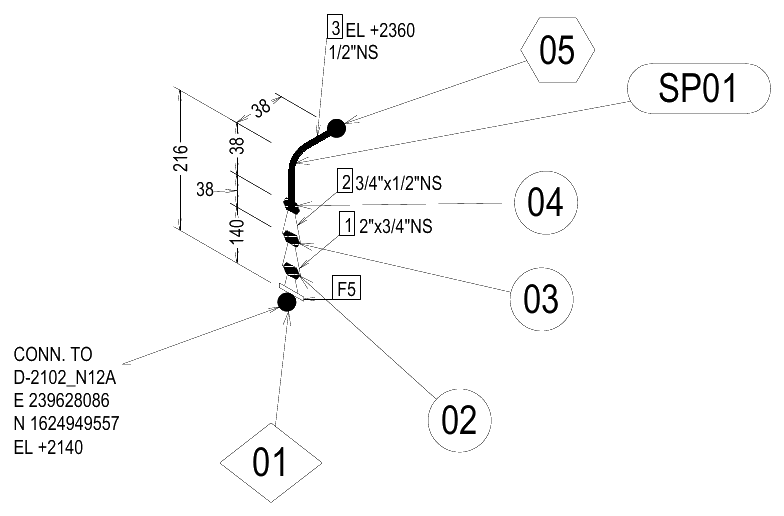 3 EL +2360
1/2"NS
05
SP01
38
38
216
38
140
2 3/4"x1/2"NS
04
1 2"x3/4"NS
F5
03
CONN. TO
D-2102_N12A
E 239628086
N 1624949557
EL +2140
02
01